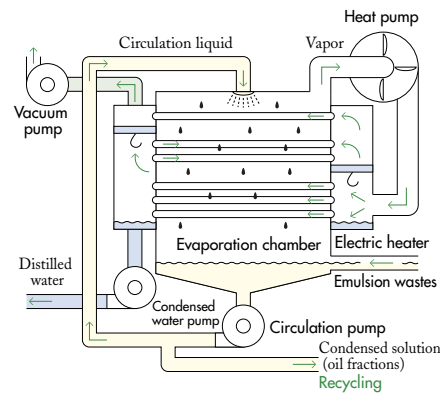 Heat pump
Circulation liquid
Vapor
Vacuum
pump
Evaporation chamber
Electric heater
Distilled
water
Emulsion wastes
Condensed
water pump
Circulation pump
Condensed solution
(oil fractions)
Recycling